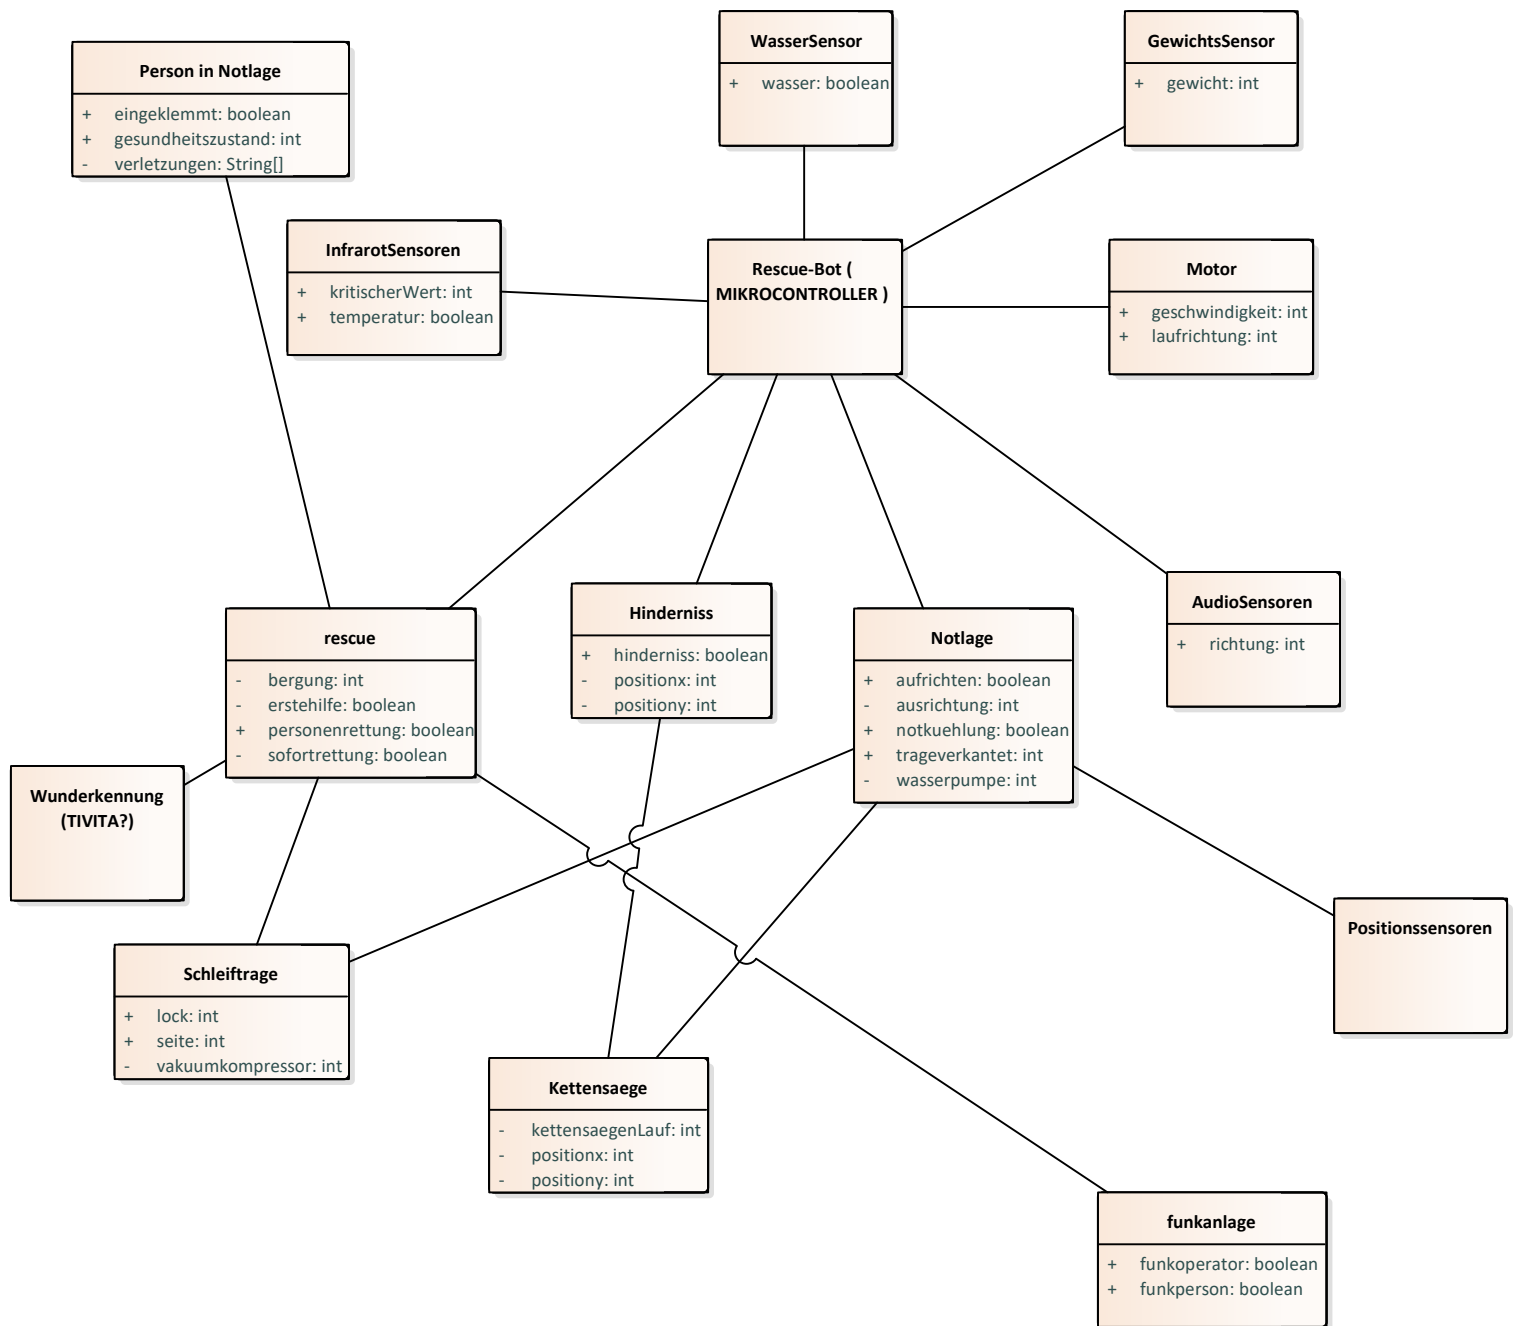 WasserSensor
+ wasser: boolean
GewichtsSensor
+ gewicht: int
Person in Notlage
+ eingeklemmt: boolean
+ gesundheitszustand: int
- verletzungen: String[]
InfrarotSensoren
+ kritischerWert: int
+ temperatur: boolean
Rescue-Bot (
MIKROCONTROLLER )
Motor
+ geschwindigkeit: int
+ laufrichtung: int
rescue
- bergung: int
- erstehilfe: boolean
+ personenrettung: boolean
- sofortrettung: boolean
Hinderniss
+ hinderniss: boolean
- positionx: int
- positiony: int
Notlage
+ aufrichten: boolean
- ausrichtung: int
+ notkuehlung: boolean
+ trageverkantet: int
- wasserpumpe: int
AudioSensoren
+ richtung: int
Wunderkennung
(TIVITA?)
Schleiftrage
+ lock: int
+ seite: int
- vakuumkompressor: int
Positionssensoren
Kettensaege
- kettensaegenLauf: int
- positionx: int
- positiony: int
funkanlage
+ funkoperator: boolean
+ funkperson: boolean